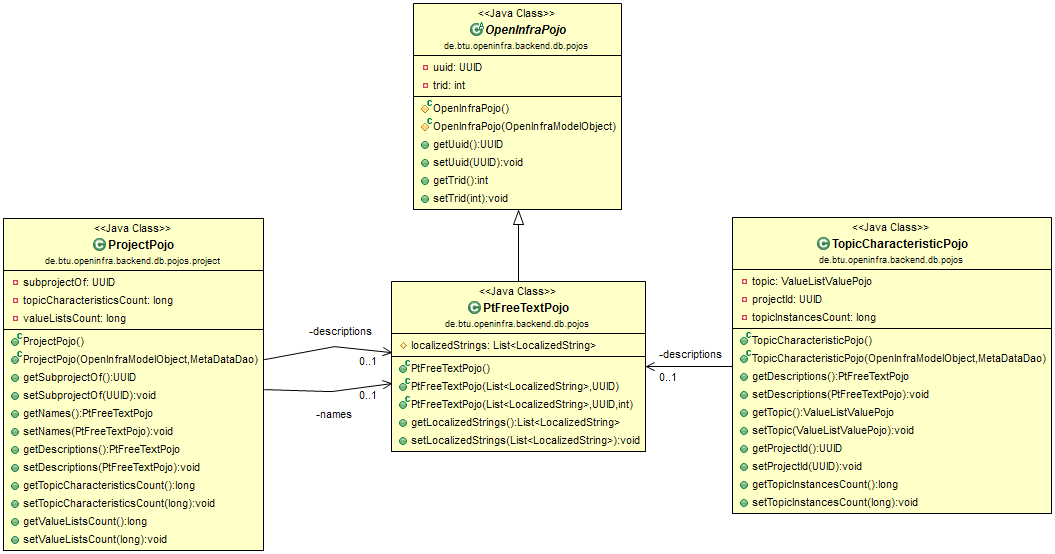 <<Java Class>>
OpenInfraPojo
de.btu.openinfra.backend.db.pojos
uuid: UUID
trid: int
OpenInfraPojo()
OpenInfraPojo(OpenInfraModelObject)
getUuid():UUID
setUuid(UUID):void
getTrid():int
setTrid(int):void
<<Java Class>>
ProjectPojo
de.btu.openinfra.backend.db.pojos.project
subprojectOf: UUID
topicCharacteristicsCount: long
valueListsCount: long
ProjectPojo()
ProjectPojo(OpenInfraModelObject,MetaDataDao)
getSubprojectOf():UUID
setSubprojectOf(UUID):void
getNames():PtFreeTextPojo
setNames(PtFreeTextPojo):void
getDescriptions():PtFreeTextPojo
setDescriptions(PtFreeTextPojo):void
getTopicCharacteristicsCount():long
setTopicCharacteristicsCount(long):void
getValueListsCount():long
setValueListsCount(long):void
-descriptions
0..1
0..1
-names
<<Java Class>>
PtFreeTextPojo
de.btu.openinfra.backend.db.pojos
localizedStrings: List<LocalizedString>
PtFreeTextPojo()
PtFreeTextPojo(List<LocalizedString>,UUID)
PtFreeTextPojo(List<LocalizedString>,UUID,int)
getLocalizedStrings():List<LocalizedString>
setLocalizedStrings(List<LocalizedString>):void
-descriptions
0..1
<<Java Class>>
TopicCharacteristicPojo
de.btu.openinfra.backend.db.pojos
topic: ValueListValuePojo
projectId: UUID
topicInstancesCount: long
TopicCharacteristicPojo()
TopicCharacteristicPojo(OpenInfraModelObject,MetaDataDao)
getDescriptions():PtFreeTextPojo
setDescriptions(PtFreeTextPojo):void
getTopic():ValueListValuePojo
setTopic(ValueListValuePojo):void
getProjectId():UUID
setProjectId(UUID):void
getTopicInstancesCount():long
setTopicInstancesCount(long):void